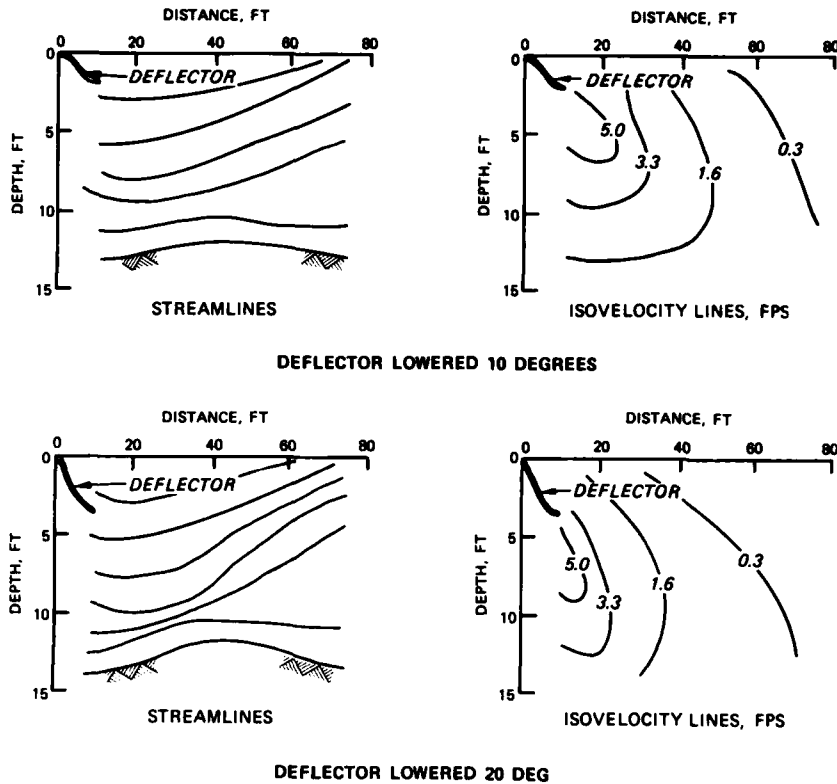 DISTANCE, FT
0 20 40 60 80
0
5
10
15
DEPTH, FT
DEFLECTOR
STREAMLINES
DISTANCE, FT
0 20 40 60 80
0
5
10
15
DEPTH, FT
DEFLECTOR
5.0
3.3
1.6
0.3
ISOVELOCITY LINES, FPS
DEFLECTOR LOWERED 10 DEGREES
DISTANCE, FT
0 20 40 60 80
0
5
10
15
DEPTH, FT
DEFLECTOR
STREAMLINES
DISTANCE, FT
0 20 40 60 80
0
5
10
15
DEPTH, FT
DEFLECTOR
5.0
3.3
1.6
0.3
ISOVELOCITY LINES, FPS
DEFLECTOR LOWERED 20 DEG